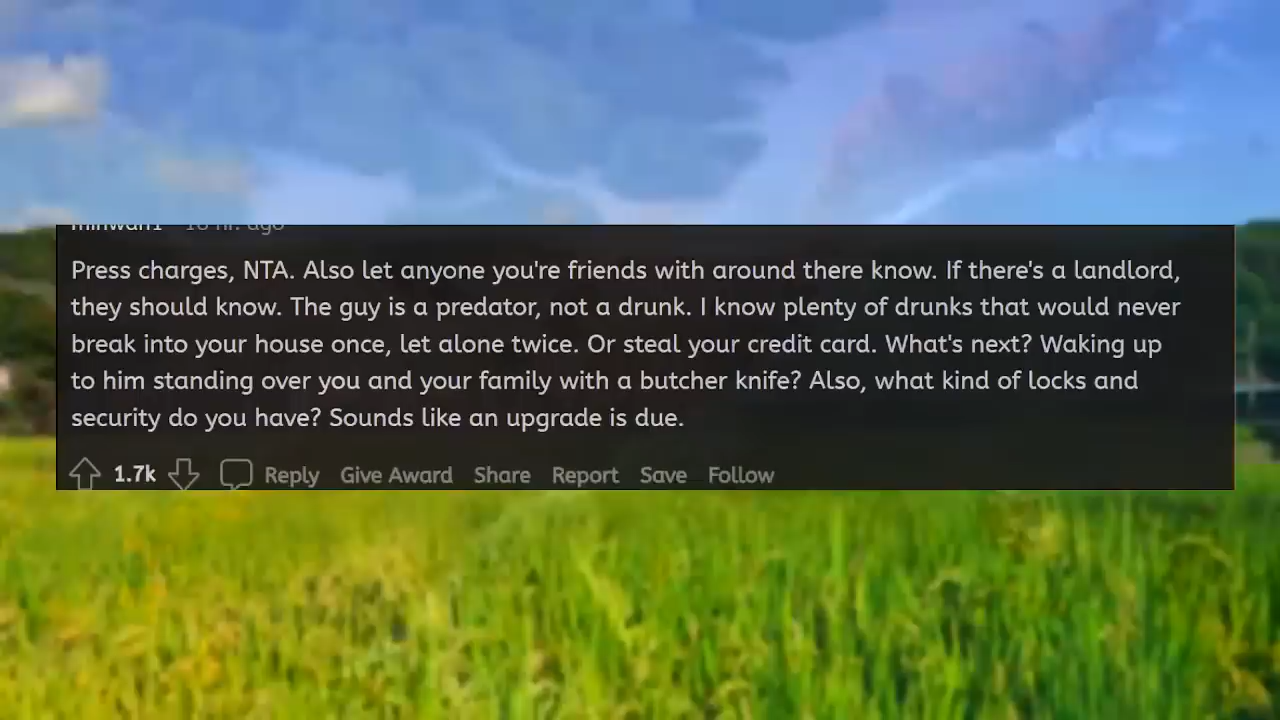 Press charges, NTA. Also let anyone you're friends with around there know. If there's a landlord,
they should know. The guy is a predator, not a drunk. I know plenty of drunks that would never
break into your house once, let alone twice. Or steal your credit card. What's next? Waking up
to him standing over you and your family with a butcher knife? Also, what kind of locks and
security do you have? Sounds like an upgrade is due.
1.7k Reply Give Award Share Report Save Follow